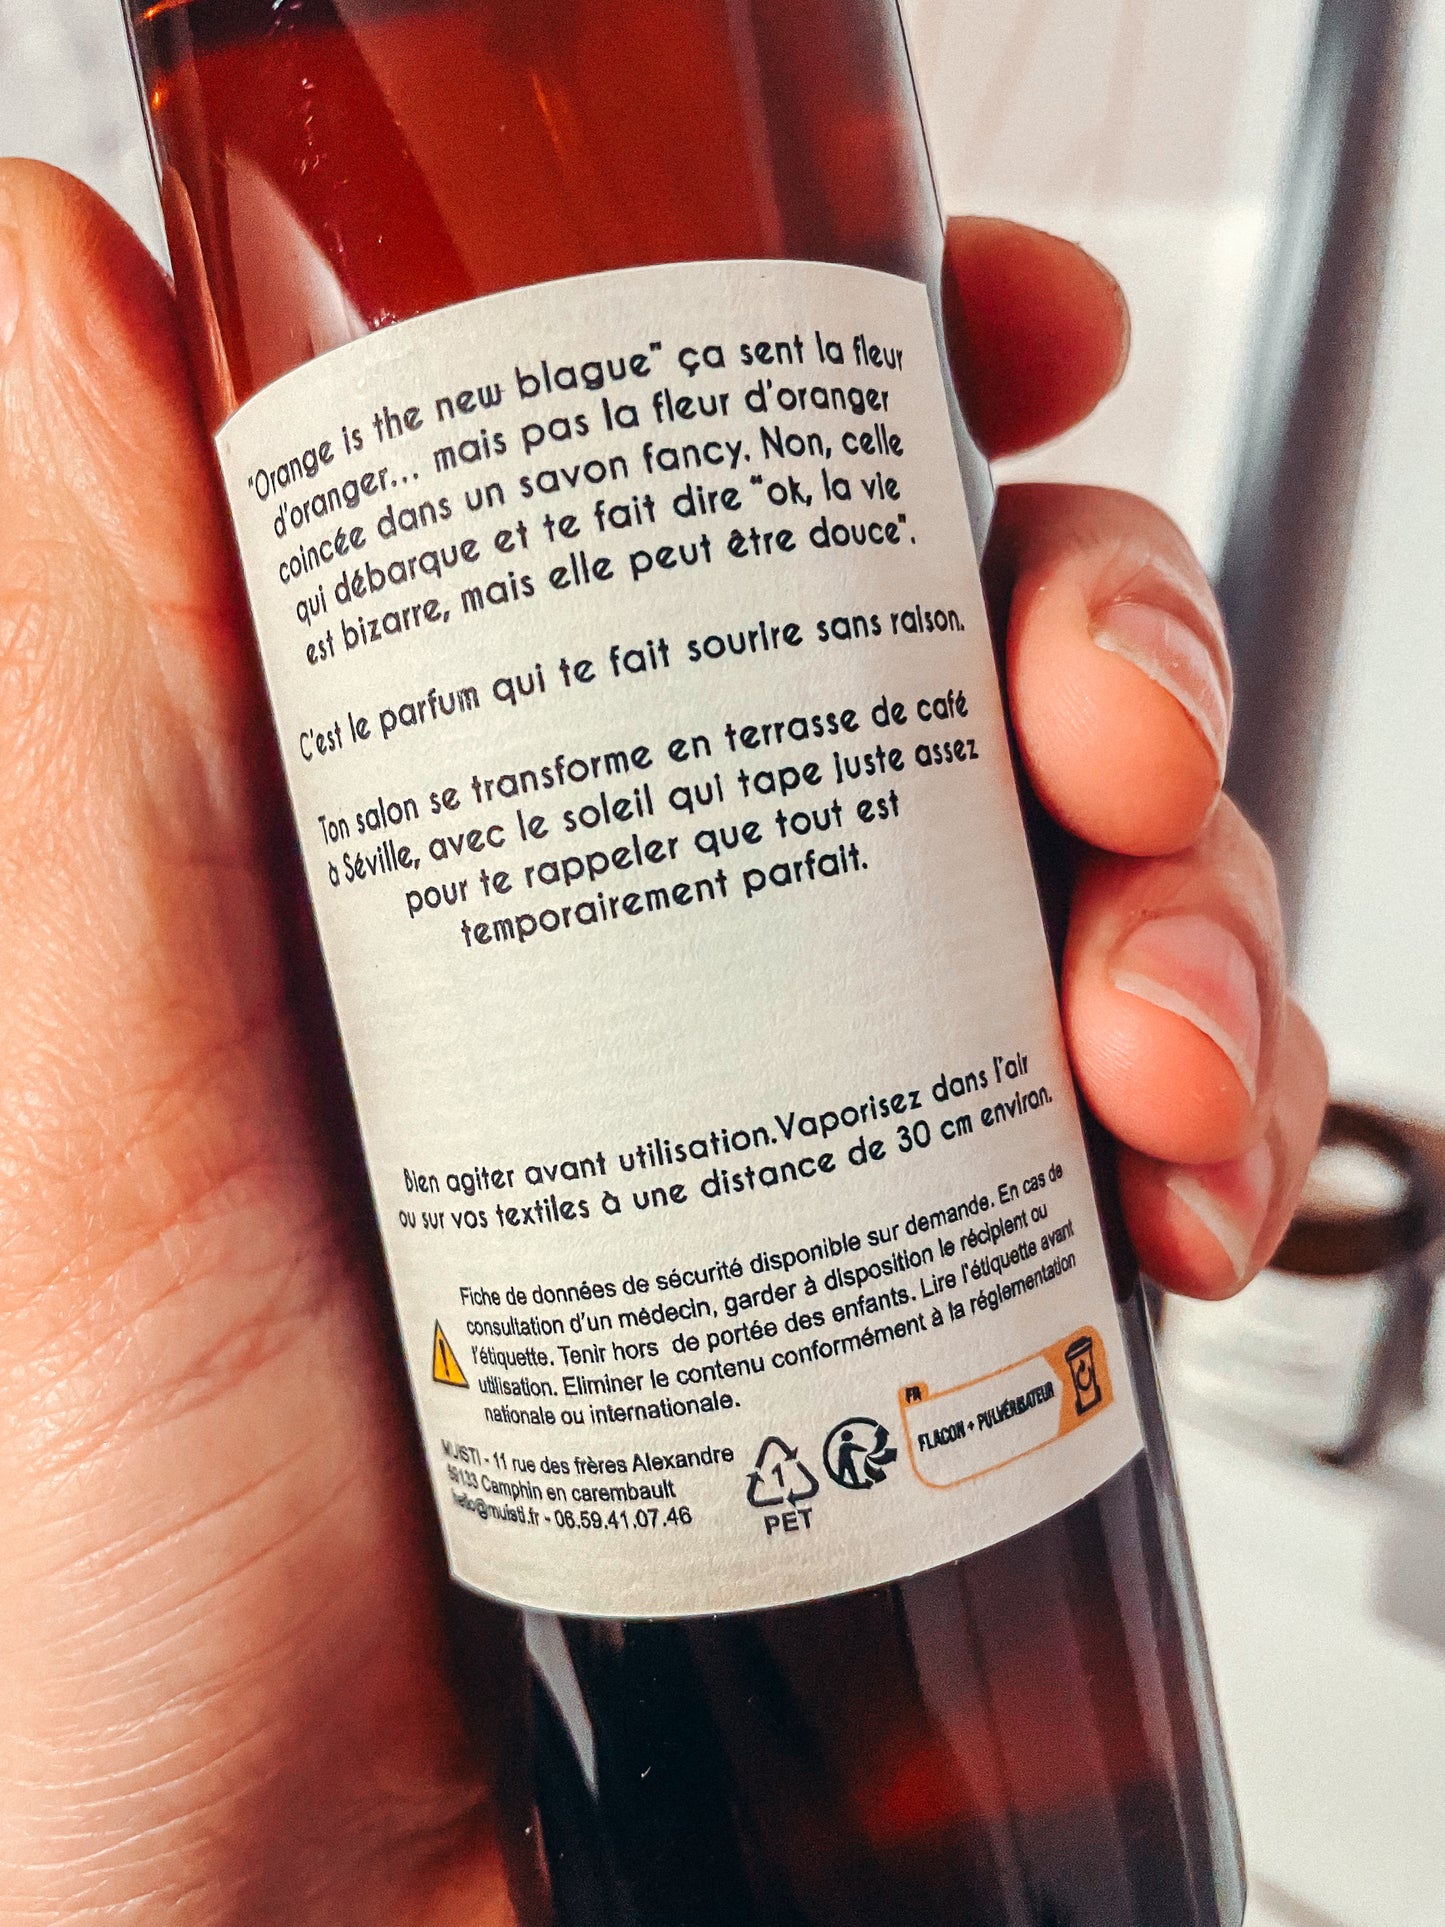 "Orange is the new blague" ça sent la fleur
d'oranger... mais pas la fleur d'oranger
coincée dans un savon fancy. Non, celle
qui débarque et te fait dire "ok, la vie
est bizarre, mais elle peut être douce".
C'est le parfum qui te fait sourire sans raison.
Ton salon se transforme en terrasse de café
à Séville, avec le soleil qui tape juste assez
pour te rappeler que tout est
temporairement parfait.
Bien agiter avant utilisation.Vaporisez dans l'air
ou sur vos textiles à une distance de 30 cm environ.
Fiche de données de sécurité disponible sur demande. En cas de
consultation d'un médecin, garder à disposition le récipient ou
l'étiquette. Tenir hors de portée des enfants. Lire l'étiquette avant
utilisation. Eliminer le contenu conformément à la réglementation
nationale ou internationale.
MUISTI - 11 rue des frères Alexandre
59133 Camphin en carembault
hello@muisti.fr - 06.59.41.07.46
1
PET
FR
FLACON + PULVÉRISATEUR